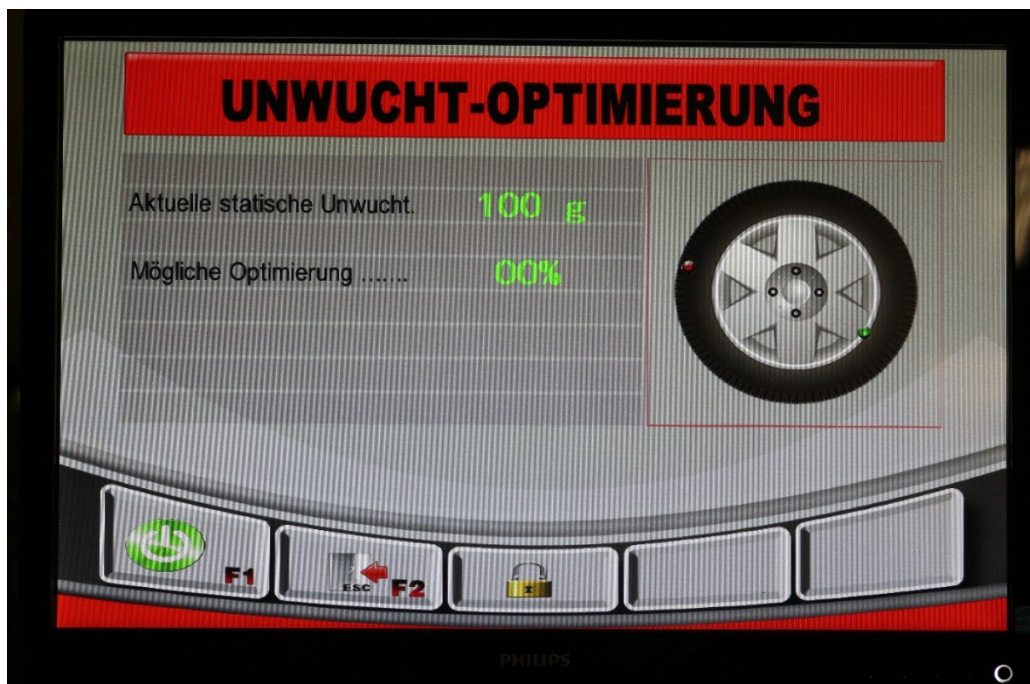 UNWUCHT-OPTIMIERUNG
Aktuelle statische Unwucht. 100 g
Mögliche Optimierung ....... 00%
F1
ESC F2
PHILIPS